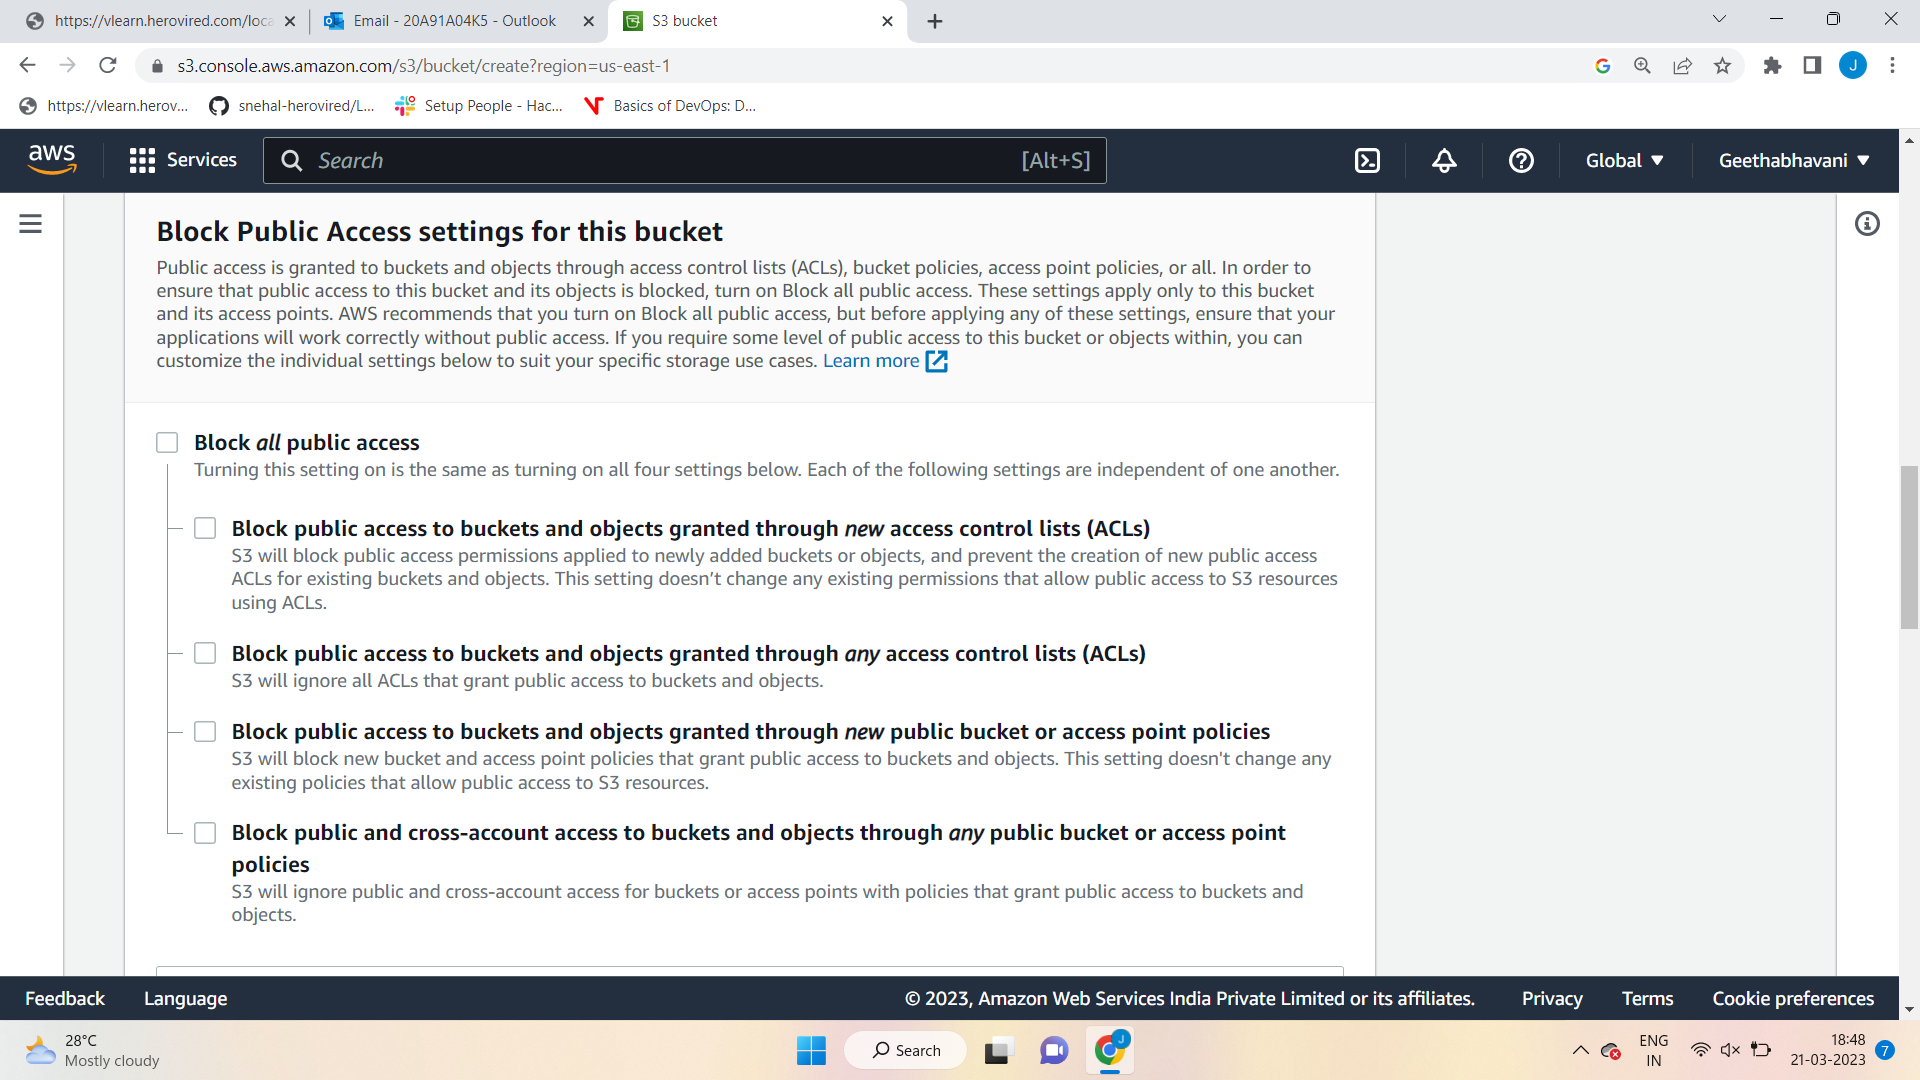 https://vlearn.herovired.com/loca
Email - 20A91A04K5 - Outlook
S3 bucket
s3.console.aws.amazon.com/s3/bucket/create?region=us-east-1
J
https://vlearn.herov...
snehal-herovired/L...
Setup People - Hac...
Basics of DevOps: D...
aws
Services
Search
[Alt+S]
Global
Geethabhavani
Block Public Access settings for this bucket
Public access is granted to buckets and objects through access control lists (ACLs), bucket policies, access point policies, or all. In order to
ensure that public access to this bucket and its objects is blocked, turn on Block all public access. These settings apply only to this bucket
and its access points. AWS recommends that you turn on Block all public access, but before applying any of these settings, ensure that your
applications will work correctly without public access. If you require some level of public access to this bucket or objects within, you can
customize the individual settings below to suit your specific storage use cases. Learn more
Block all public access
Turning this setting on is the same as turning on all four settings below. Each of the following settings are independent of one another.
Block public access to buckets and objects granted through new access control lists (ACLs)
S3 will block public access permissions applied to newly added buckets or objects, and prevent the creation of new public access
ACLs for existing buckets and objects. This setting doesn’t change any existing permissions that allow public access to S3 resources
using ACLs.
Block public access to buckets and objects granted through any access control lists (ACLs)
S3 will ignore all ACLs that grant public access to buckets and objects.
Block public access to buckets and objects granted through new public bucket or access point policies
S3 will block new bucket and access point policies that grant public access to buckets and objects. This setting doesn't change any
existing policies that allow public access to S3 resources.
Block public and cross-account access to buckets and objects through any public bucket or access point
policies
S3 will ignore public and cross-account access for buckets or access points with policies that grant public access to buckets and
objects.
Feedback
Language
© 2023, Amazon Web Services India Private Limited or its affiliates.
Privacy
Terms
Cookie preferences
28°C
Mostly cloudy
Search
J
ENG
IN
18:48
21-03-2023
7